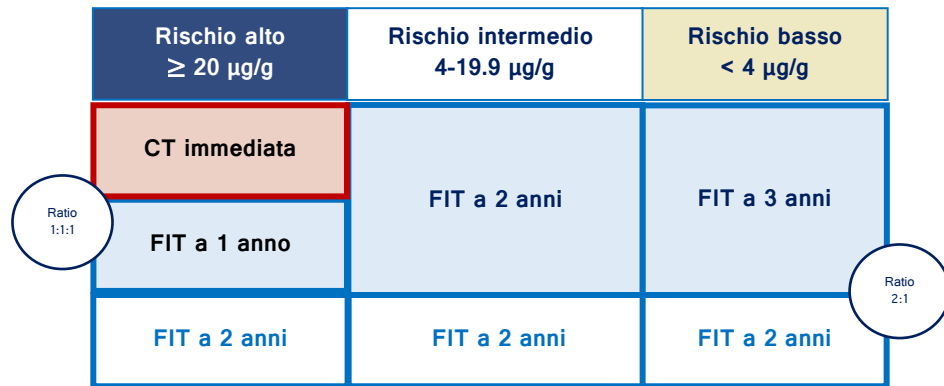 Rischio alto
≥ 20 µg/g
Rischio intermedio
4-19.9 µg/g
Rischio basso
< 4 µg/g
CT immediata
FIT a 2 anni
FIT a 3 anni
Ratio
1:1:1
FIT a 1 anno
Ratio
2:1
FIT a 2 anni
FIT a 2 anni
FIT a 2 anni